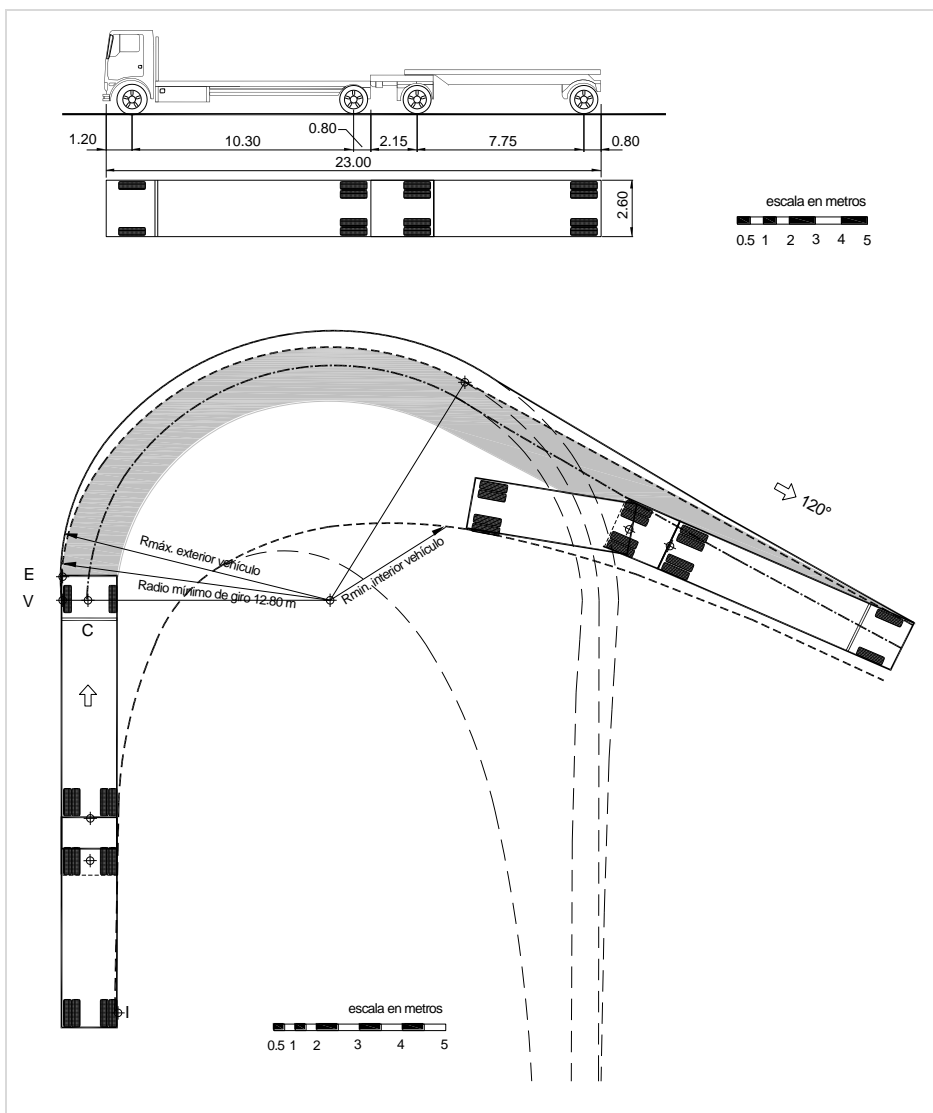 1.20
10.30
0.80
2.15
7.75
0.80
23.00
2.60
escala en metros
0.5 1 2 3 4 5
120°
Rmáx. exterior vehículo
Radio mínimo de giro 12.80 m
Rmin. interior vehículo
E
V
C
I
escala en metros
0.5 1 2 3 4 5